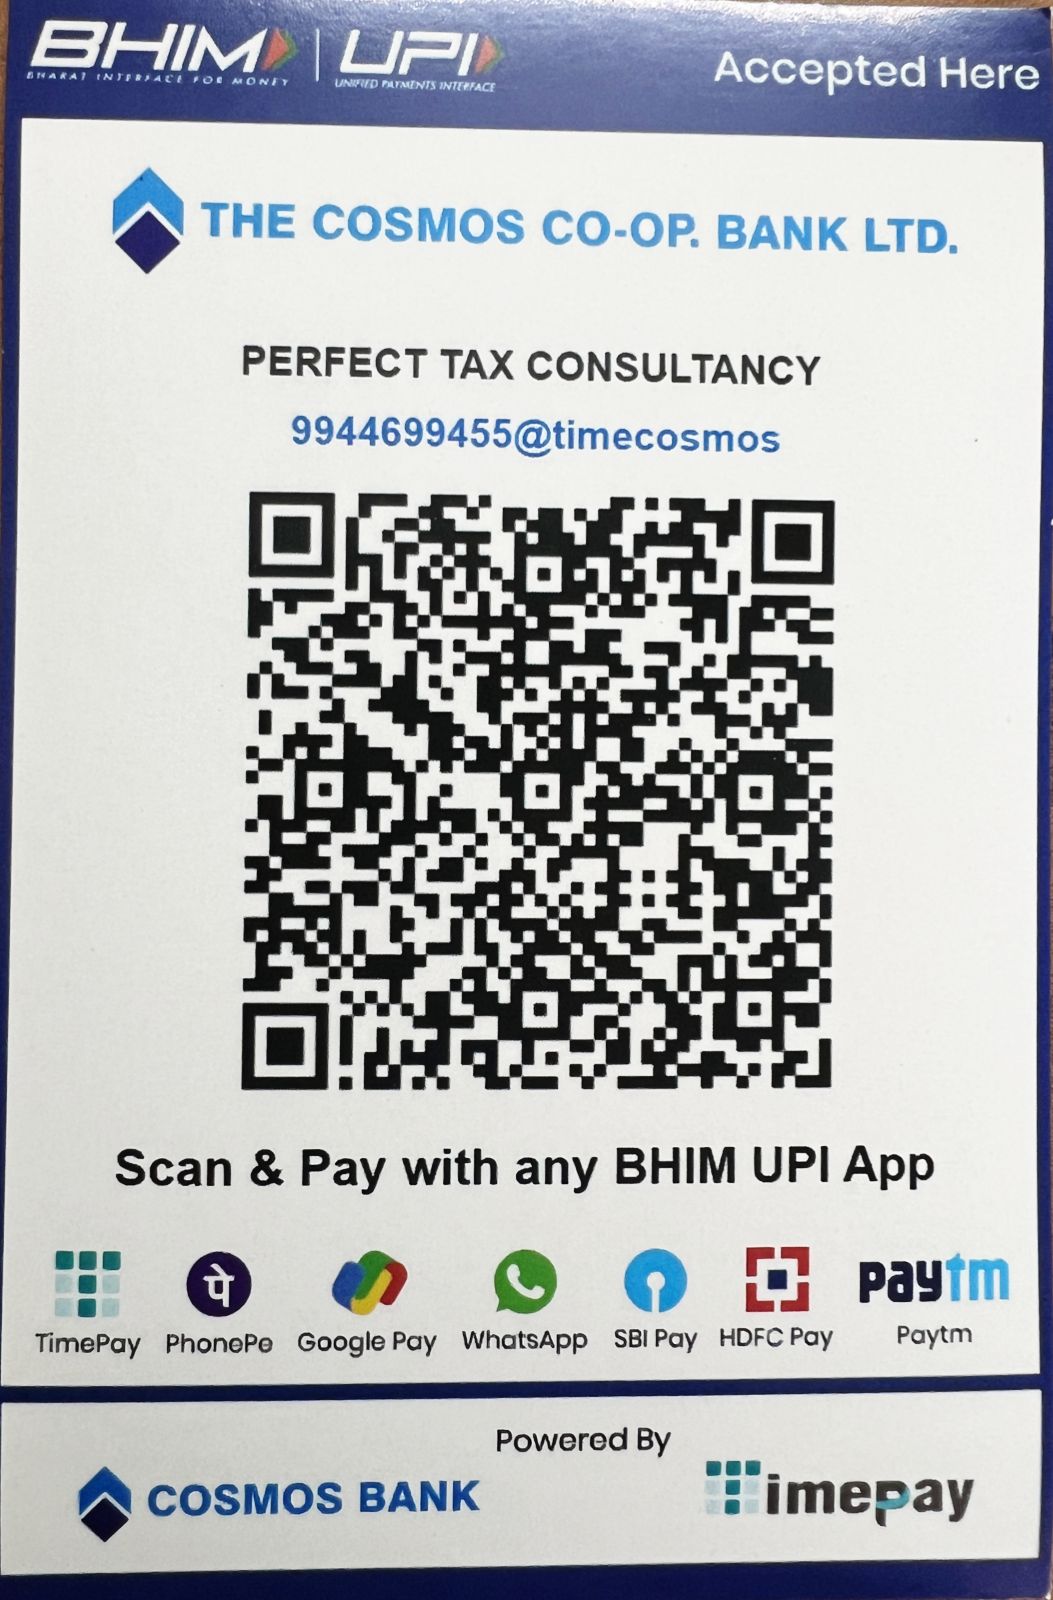 BHIM UPI Accepted Here
BHARAT INTERFACE FOR MONEY UNIFIED PAYMENTS INTERFACE
THE COSMOS CO-OP. BANK LTD.
PERFECT TAX CONSULTANCY
9944699455@timecosmos
Scan & Pay with any BHIM UPI App
पे paytm
TimePay PhonePe Google Pay WhatsApp SBI Pay HDFC Pay Paytm
Powered By
COSMOS BANK Timepay